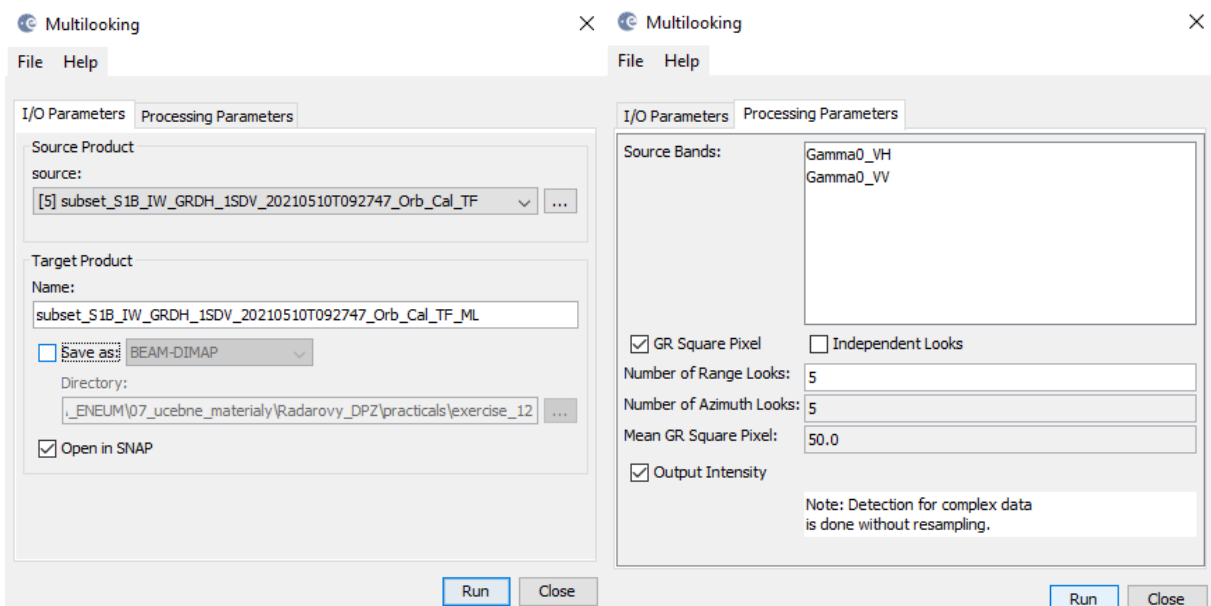 Multilooking
File Help
I/O Parameters Processing Parameters
Source Product
source:
[5] subset_S1B_IW_GRDH_1SDV_20210510T092747_Orb_Cal_TF ...
Target Product
Name:
subset_S1B_IW_GRDH_1SDV_20210510T092747_Orb_Cal_TF_ML
Save as: BEAM-DIMAP
Directory:
_ENEUM\07_ucebne_materialy\Radarovy_DPZ\practicals\exercise_12 ...
Open in SNAP
Run Close
Multilooking
File Help
I/O Parameters Processing Parameters
Source Bands:
Gamma0_VH
Gamma0_VV
GR Square Pixel Independent Looks
Number of Range Looks: 5
Number of Azimuth Looks: 5
Mean GR Square Pixel: 50.0
Output Intensity
Note: Detection for complex data
is done without resampling.
Run Close